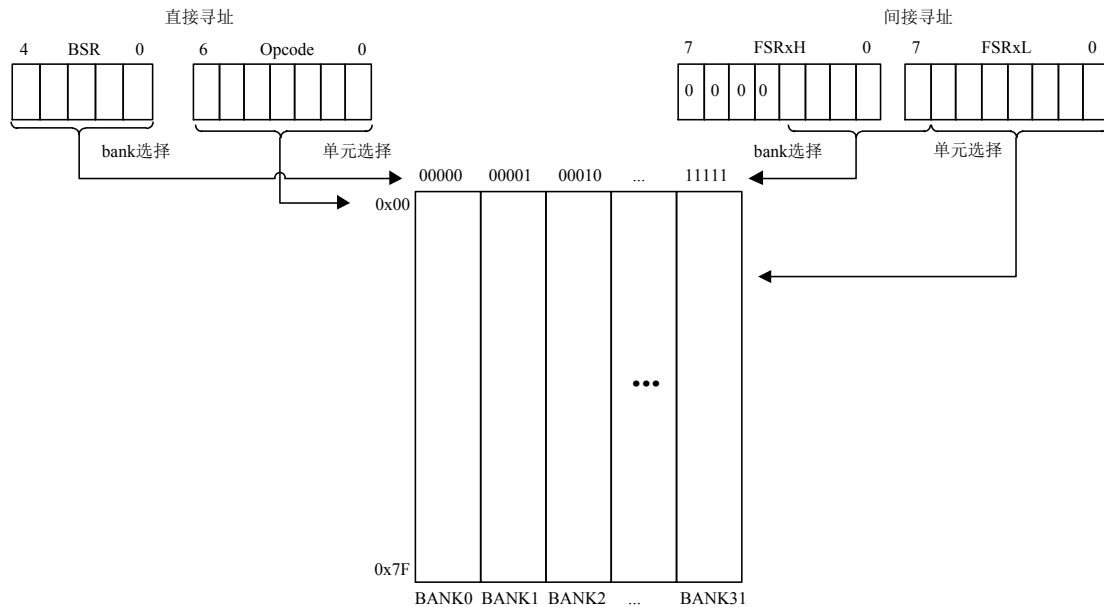 直接寻址 间接寻址
4 BSR 0 6 Opcode 0 7 FSRxH 0 7 FSRxL 0
0 0 0 0
bank选择 单元选择 bank选择 单元选择
00000 00001 00010 ... 11111
0x00
0x7F
BANK0 BANK1 BANK2 ... BANK31